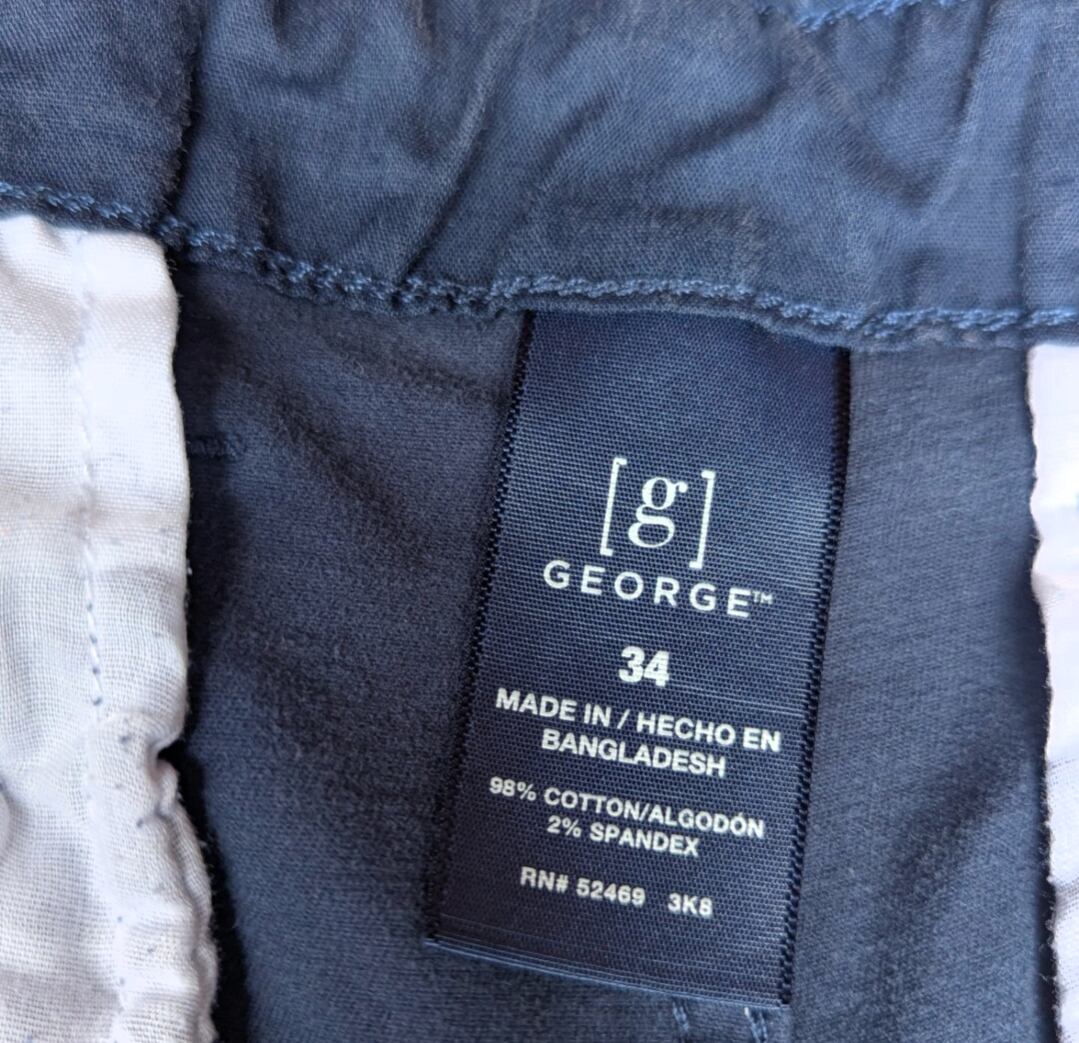 [g]
GEORGE™
34
MADE IN / HECHO EN
BANGLADESH
98% COTTON/ALGODÓN
2% SPANDEX
RN# 52469 3K8